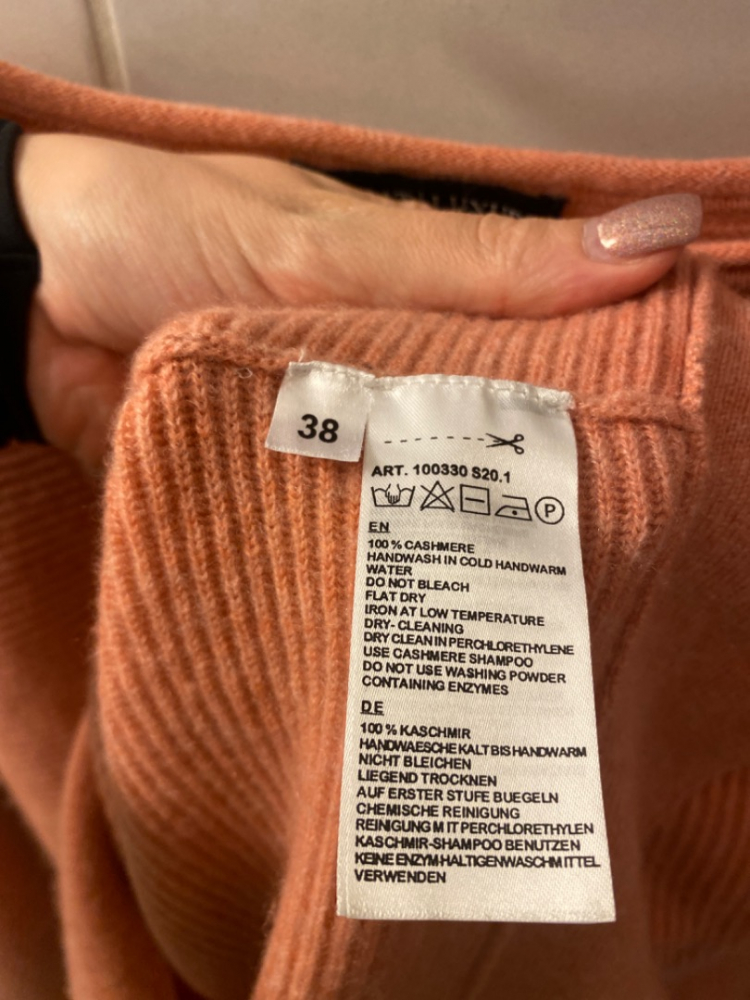 38
ART. 100330 S20.1
P
EN
100 % CASHMERE
HANDWASH IN COLD HANDWARM
WATER
DO NOT BLEACH
FLAT DRY
IRON AT LOW TEMPERATURE
DRY- CLEANING
DRY CLEAN IN PERCHLORETHYLENE
USE CASHMERE SHAMPOO
DO NOT USE WASHING POWDER
CONTAINING ENZYMES
DE
100 % KASCHMIR
HANDWAESCHE KALT BIS HANDWARM
NICHT BLEICHEN
LIEGEND TROCKNEN
AUF ERSTER STUFE BUEGELN
CHEMISCHE REINIGUNG
REINIGUNG MIT PERCHLORETHYLEN
KASCHMIR-SHAMPOO BENUTZEN
KEINE ENZYM-HALTIGEN WASCHMITTEL
VERWENDEN